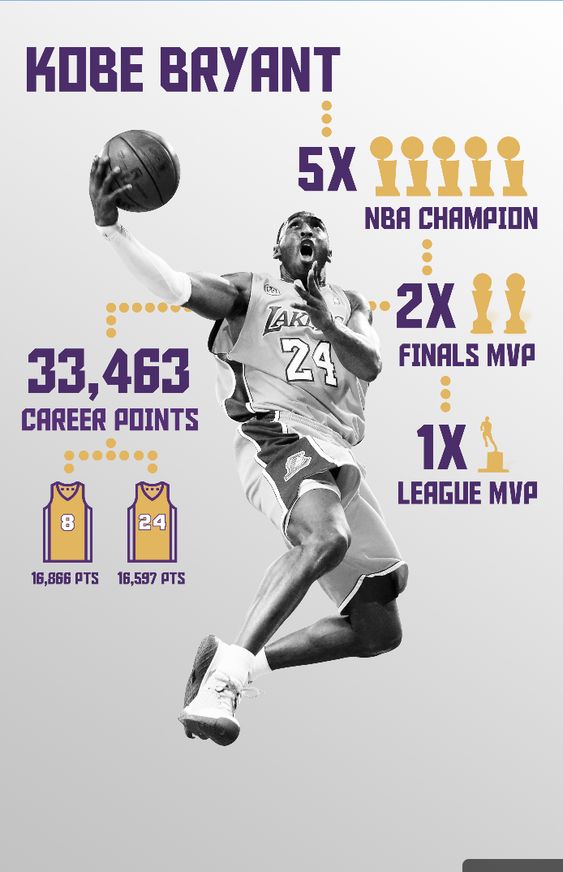 KOBE BRYANT
5X
NBA CHAMPION
2X
FINALS MVP
1X
LEAGUE MVP
33,463
CAREER POINTS
8
24
16,866 PTS
16,597 PTS
LAK
24